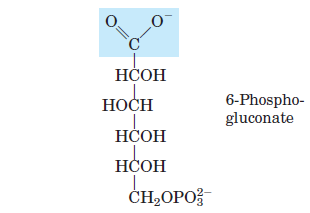 O O⁻
C
HCOH
HOCH
6-Phospho-
gluconate
HCOH
HCOH
CH₂OPO₃²⁻